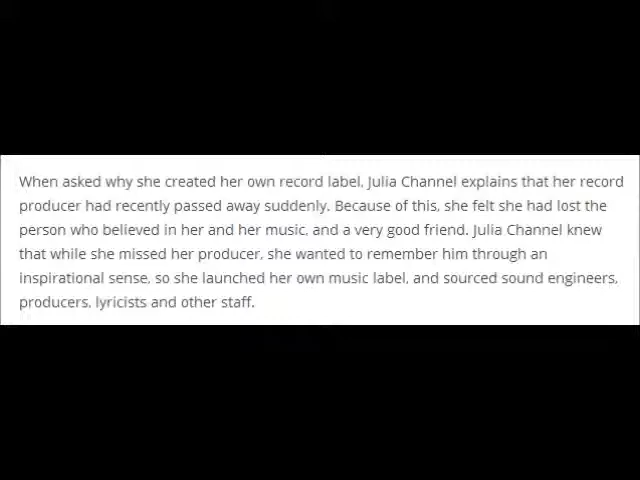 When asked why she created her own record label, Julia Channel explains that her record
producer had recently passed away suddenly. Because of this, she felt she had lost the
person who believed in her and her music, and a very good friend. Julia Channel knew
that while she missed her producer, she wanted to remember him through an
inspirational sense, so she launched her own music label, and sourced sound engineers,
producers, lyricists and other staff.